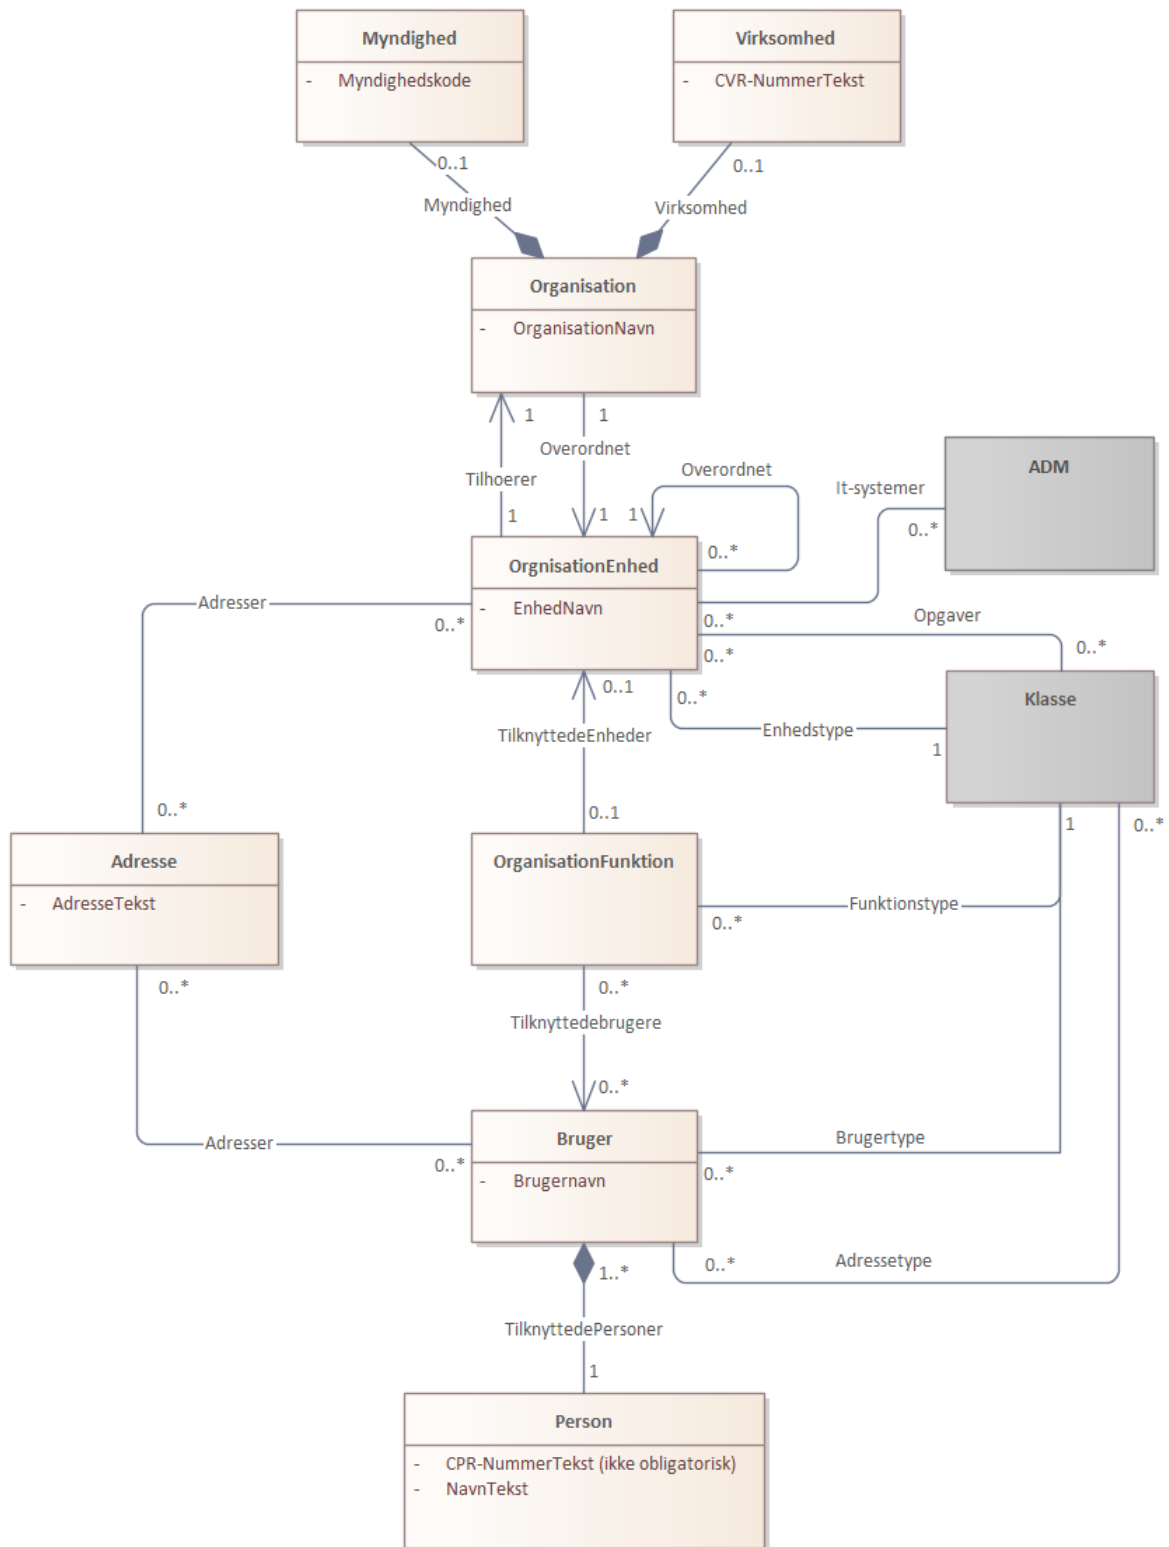 Myndighed
- Myndighedskode
Virksomhed
- CVR-NummerTekst
0..1
0..1
Myndighed
Virksomhed
Organisation
- OrganisationNavn
1
1
Overordnet
Tilhoerer
1
1
Overordnet
1
0..*
It-systemer
0..*
ADM
OrgnisationEnhed
- EnhedNavn
Adresser
0..*
0..*
0..*
Opgaver
0..*
0..1
0..*
Klasse
TilknyttedeEnheder
Enhedstype
1
0..*
0..1
1
0..*
Adresse
- AdresseTekst
OrganisationFunktion
Funktionstype
0..*
0..*
0..*
Tilknyttedebrugere
0..*
Adresser
0..*
Bruger
- Brugernavn
Brugertype
0..*
1..*
0..*
Adressetype
TilknyttedePersoner
1
Person
- CPR-NummerTekst (ikke obligatorisk)
- NavnTekst